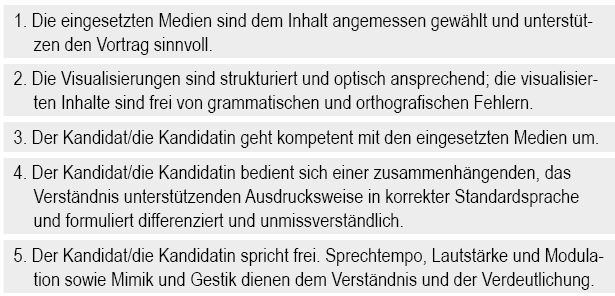 1. Die eingesetzten Medien sind dem Inhalt angemessen gewählt und unterstüt-
zen den Vortrag sinnvoll.
2. Die Visualisierungen sind strukturiert und optisch ansprechend; die visualisier-
ten Inhalte sind frei von grammatischen und orthografischen Fehlern.
3. Der Kandidat/die Kandidatin geht kompetent mit den eingesetzten Medien um.
4. Der Kandidat/die Kandidatin bedient sich einer zusammenhängenden, das
Verständnis unterstützenden Ausdrucksweise in korrekter Standardsprache
und formuliert differenziert und unmissverständlich.
5. Der Kandidat/die Kandidatin spricht frei. Sprechtempo, Lautstärke und Modula-
tion sowie Mimik und Gestik dienen dem Verständnis und der Verdeutlichung.